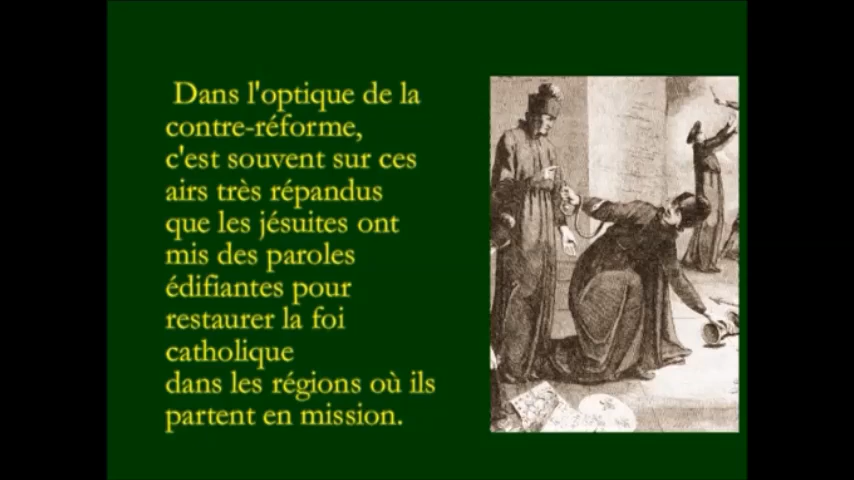 Dans l'optique de la
contre-réforme,
c'est souvent sur ces
airs très répandus
que les jésuites ont
mis des paroles
édifiantes pour
restaurer la foi
catholique
dans les régions où ils
partent en mission.